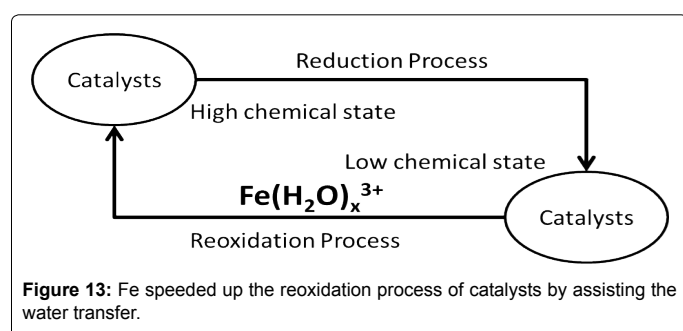 Reduction Process
Catalysts
High chemical state
Low chemical state
Fe(H₂O)ₓ³⁺
Catalysts
Reoxidation Process
Figure 13: Fe speeded up the reoxidation process of catalysts by assisting the
water transfer.